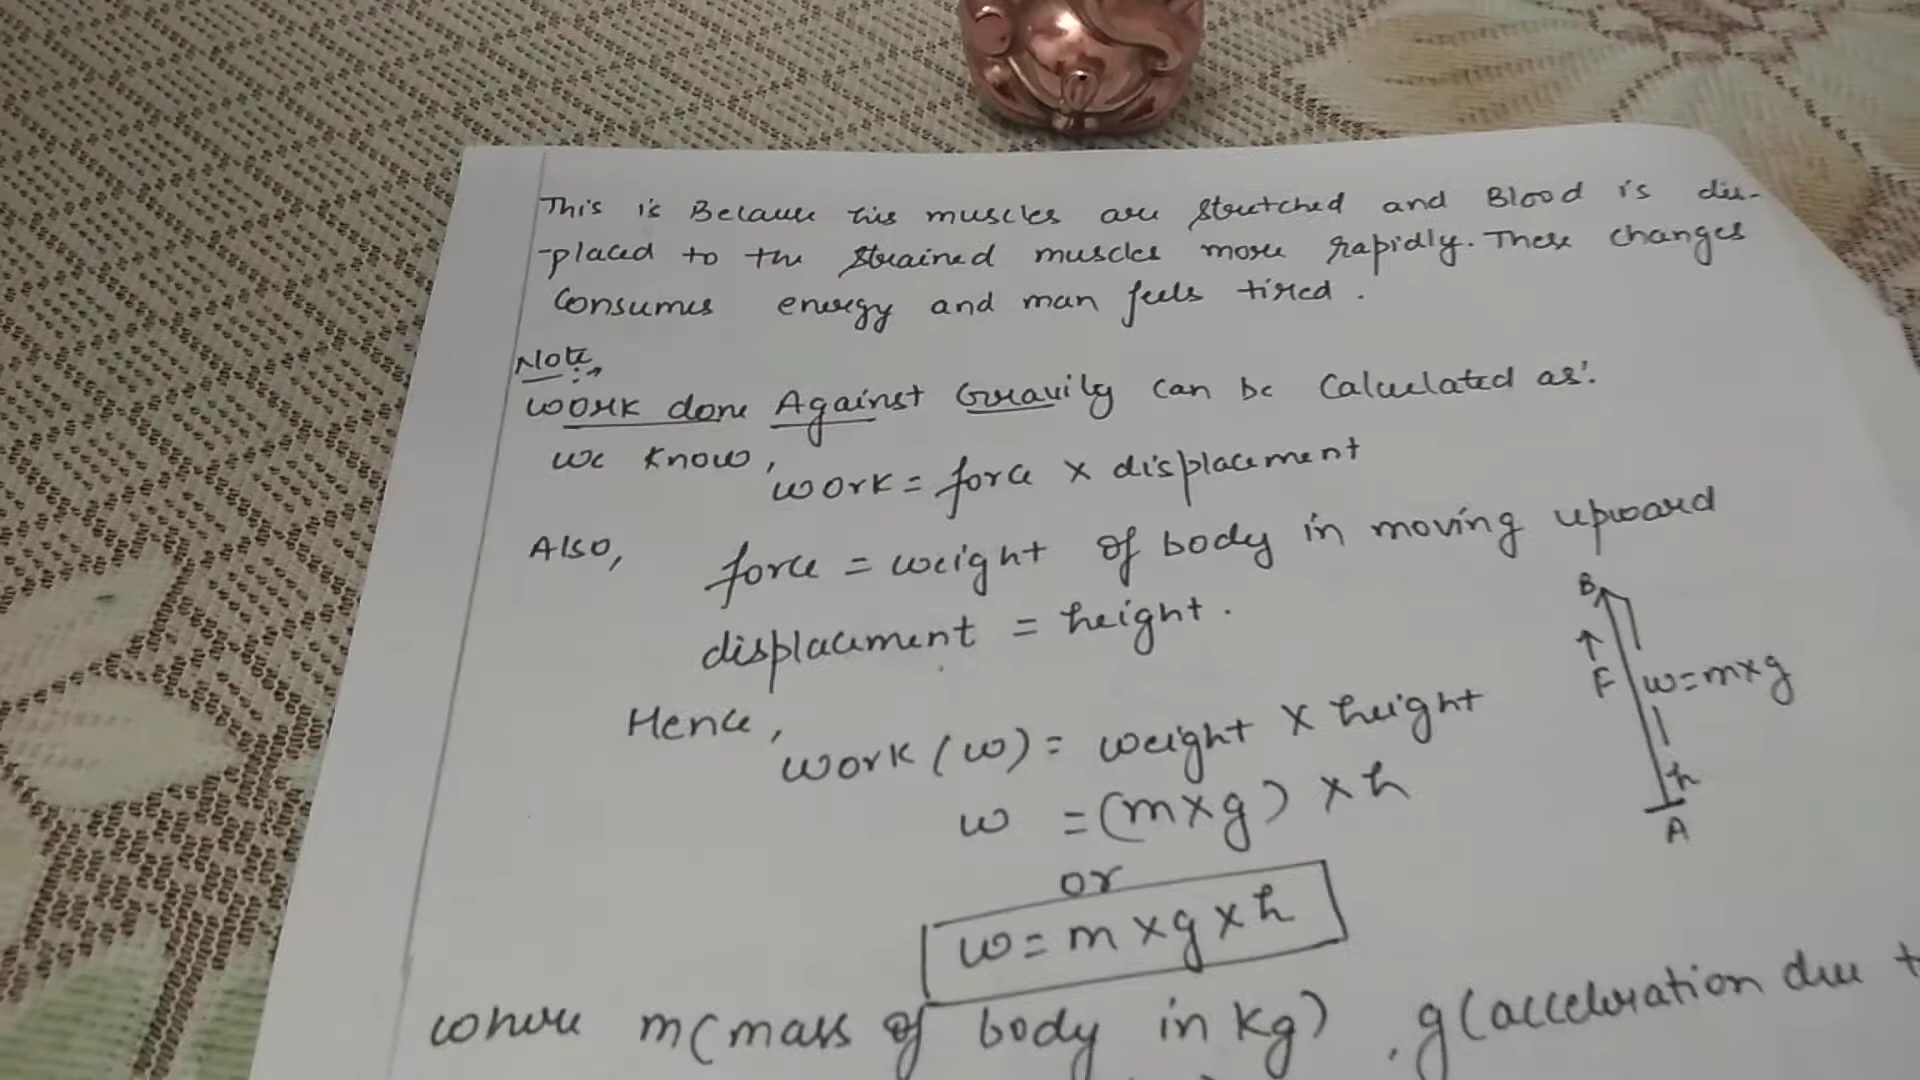 This is Because his muscles are stretched and Blood is dis-
-placed to the strained muscles more rapidly. These changes
Consumes energy and man feels tired.
Note:→
Work done Against Gravity can be Calculated as:
We know,
work = force × displacement
Also,
force = weight of body in moving upward
displacement = height.
Hence,
work (w) = weight × height
w = (m×g) × h
or
w = m × g × h
where m (mass of body in kg), g (acceleration due t
B
↑
F
w=m×g
h
A